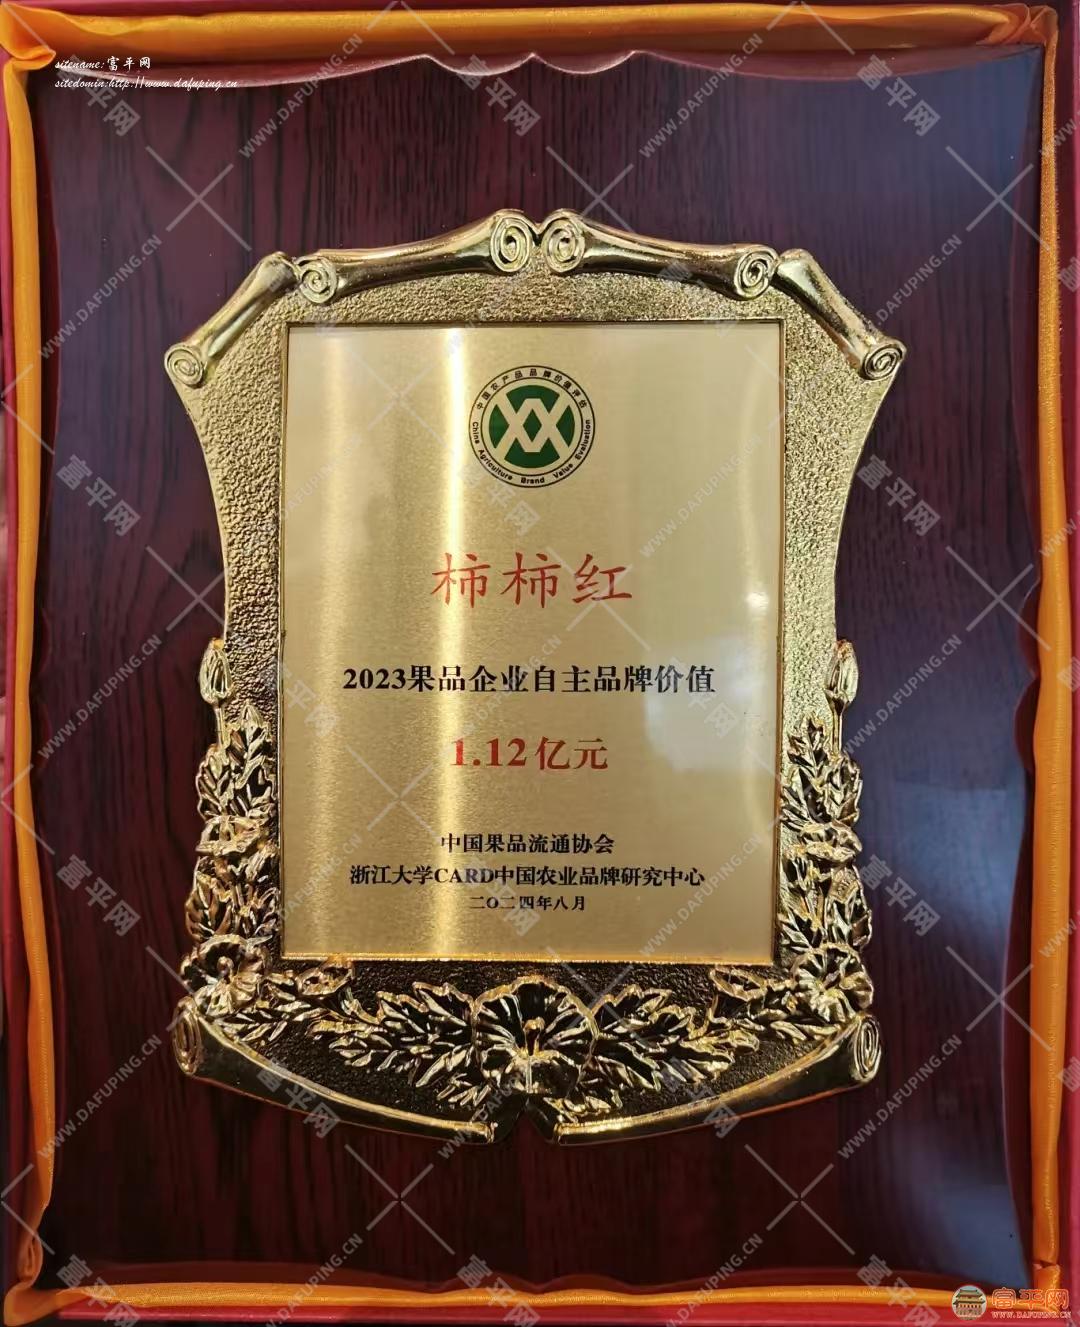 sitename:富平网
sitedomin:http://www.dafuping.cn
中国农产品品牌价值评估
China Agriculture Brand Value Evaluation
柿柿红
2023果品企业自主品牌价值
1.12亿元
中国果品流通协会
浙江大学CARD中国农业品牌研究中心
二〇二四年八月
富平网
WWW.DAFUPING.CN